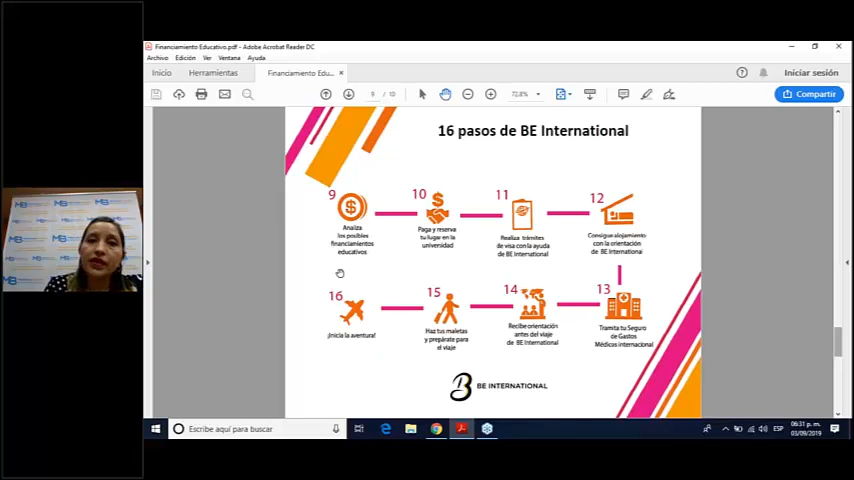 Financiamiento Educativo.pdf - Adobe Acrobat Reader DC
Archivo Edición Ver Ventana Ayuda
Inicio Herramientas Financiamiento Edu... ×
Iniciar sesión
9 / 10
72,8%
Compartir
16 pasos de BE International
9
Analiza
los posibles
financiamientos
educativos
10
Paga y reserva
tu lugar en la
universidad
11
Realiza trámites
de visa con la ayuda
de BE International
12
Consigue alojamiento
con la orientación
de BE International
13
Tramita tu Seguro
de Gastos
Médicos internacional
14
Recibe orientación
antes del viaje
de BE International
15
Haz tus maletas
y prepárate para
el viaje
16
¡Inicia la aventura!
BE INTERNATIONAL
Escribe aquí para buscar
ESP
06:31 p. m.
03/09/2019
MB